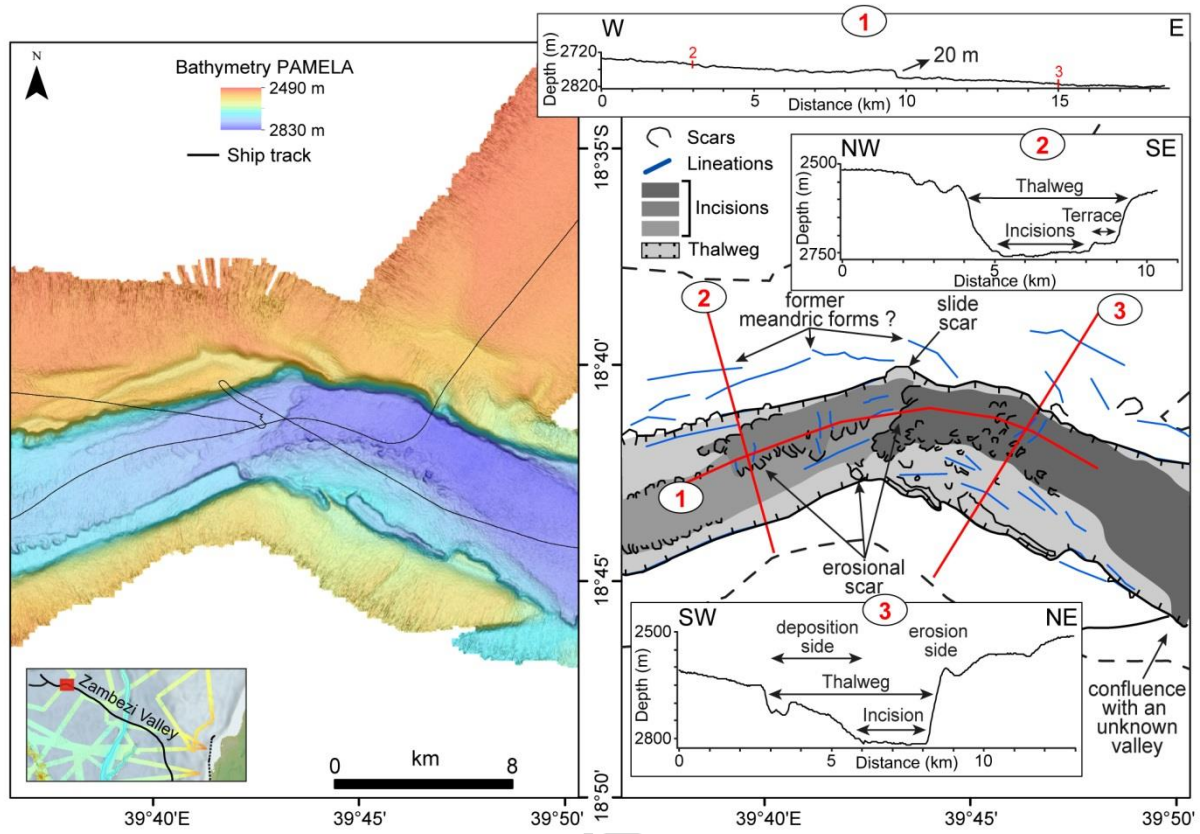 N
Bathymetry PAMELA
2490 m
2830 m
Ship track
Zambezi Valley
km
0 8
39°40'E
39°45'E
39°50'E
18°35'S
18°40'
18°45'
18°50'
1
W E
Depth (m)
2720
2820
2
20 m
3
0 5 10 15
Distance (km)
Scars
Lineations
Incisions
Thalweg
2
NW SE
Depth (m)
2500
2750
Thalweg
Incisions
Terrace
0 5 10
Distance (km)
2
former
meandric forms ?
slide
scar
3
1
erosional
scar
confluence
with an
unknown
valley
3
SW NE
Depth (m)
2500
2800
deposition
side
erosion
side
Thalweg
Incision
0 5 10
Distance (km)
39°40'E
39°45'E
39°50'E